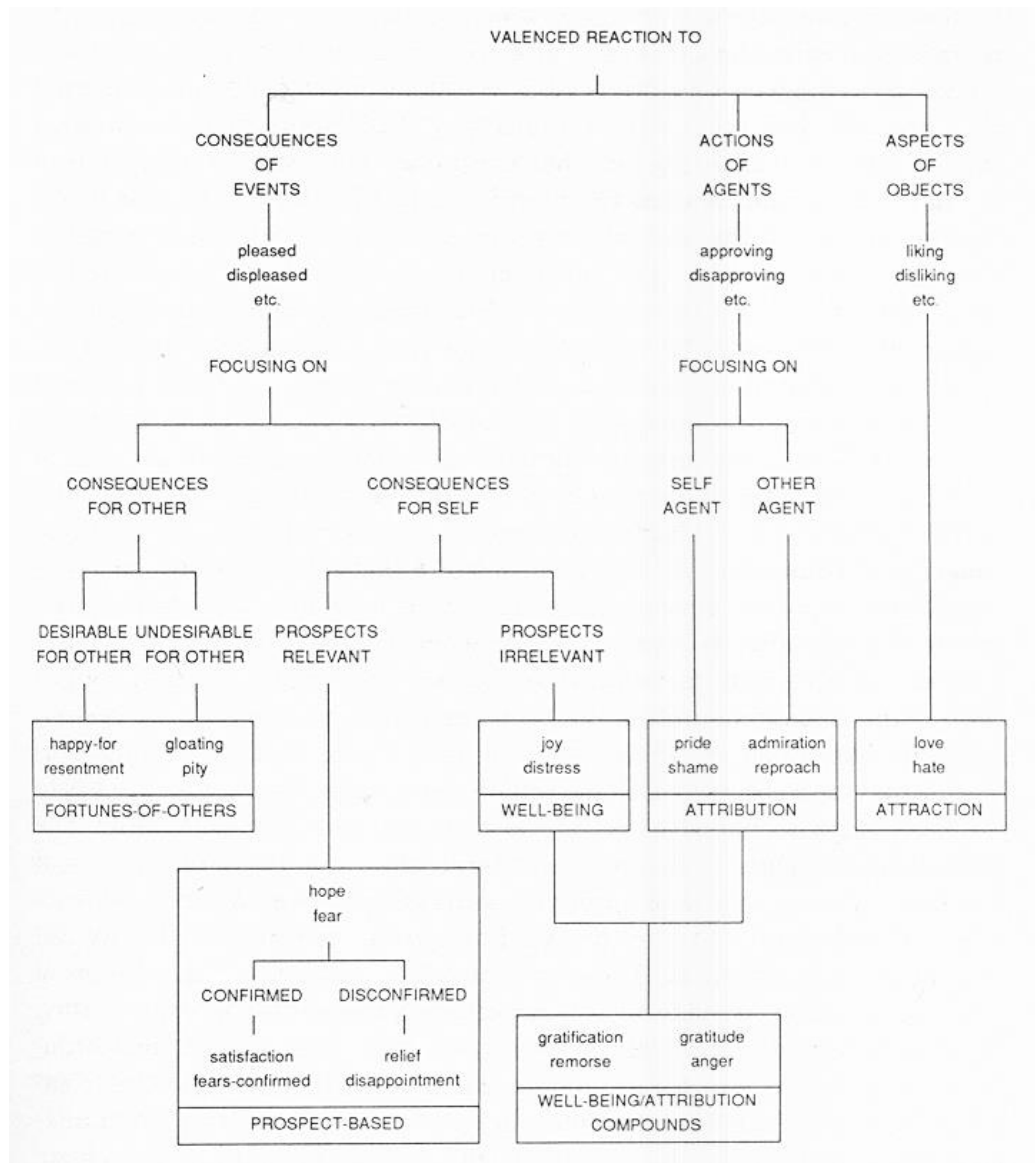 VALENCED REACTION TO
CONSEQUENCES
OF
EVENTS
ACTIONS
OF
AGENTS
ASPECTS
OF
OBJECTS
pleased
displeased
etc.
approving
disapproving
etc.
liking
disliking
etc.
FOCUSING ON
FOCUSING ON
CONSEQUENCES
FOR OTHER
CONSEQUENCES
FOR SELF
SELF
AGENT
OTHER
AGENT
DESIRABLE
FOR OTHER
UNDESIRABLE
FOR OTHER
PROSPECTS
RELEVANT
PROSPECTS
IRRELEVANT
happy-for
resentment
gloating
pity
FORTUNES-OF-OTHERS
joy
distress
WELL-BEING
pride
shame
admiration
reproach
ATTRIBUTION
love
hate
ATTRACTION
hope
fear
CONFIRMED
DISCONFIRMED
satisfaction
fears-confirmed
relief
disappointment
PROSPECT-BASED
gratification
remorse
gratitude
anger
WELL-BEING/ATTRIBUTION
COMPOUNDS